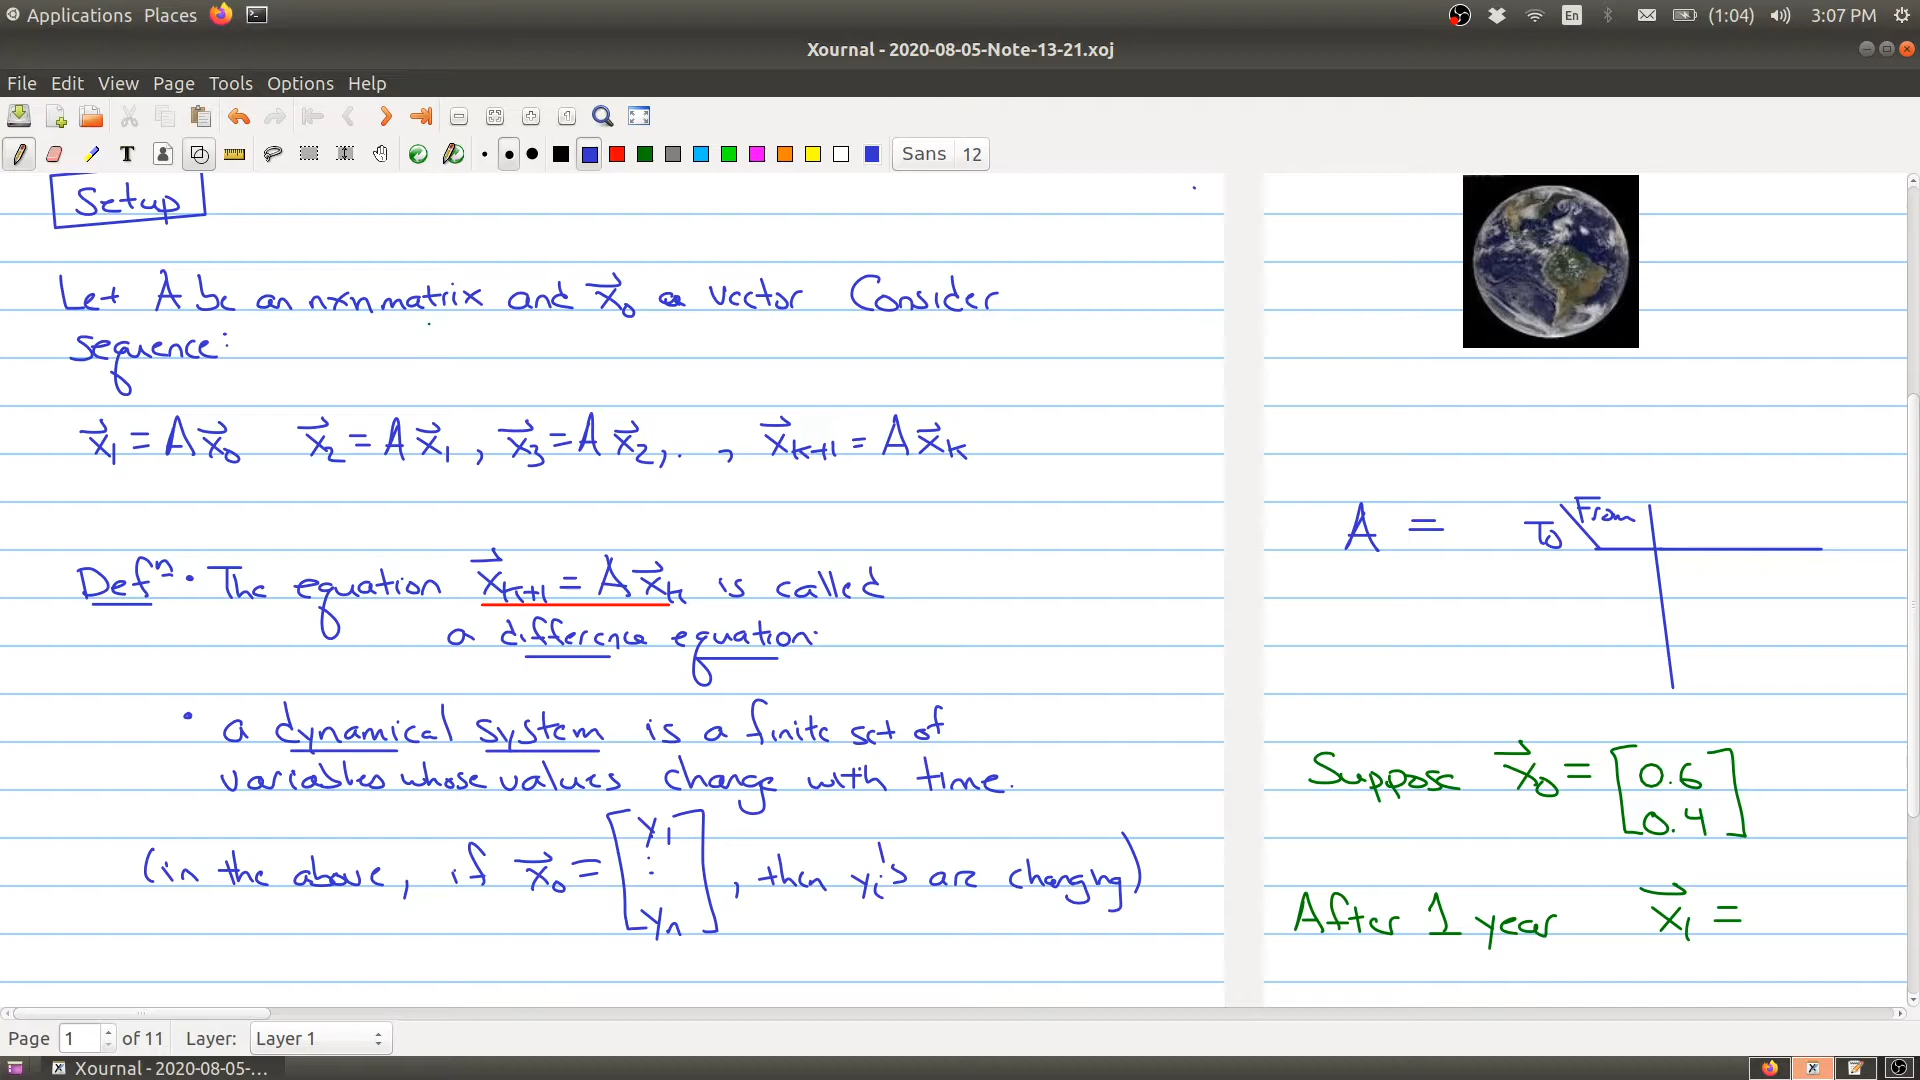 Applications Places En (1:04) 3:07 PM
Xournal - 2020-08-05-Note-13-21.xoj
File Edit View Page Tools Options Help
T Sans 12
Setup
Let A be an nxn matrix and x⃗₀ a vector Consider
sequence:
x⃗₁ = A x⃗₀ x⃗₂ = A x⃗₁ , x⃗₃ = A x⃗₂, . , x⃗ₖ₊₁ = A x⃗ₖ
Defⁿ • The equation x⃗ₖ₊₁ = A x⃗ₖ is called
a difference equation.
• a dynamical system is a finite set of
variables whose values change with time.
(in the above, if x⃗₀ = [y₁ ⋮ yₙ] , then yᵢ's are changing)
A = To From
Suppose x⃗₀ = [0.6 0.4]
After 1 year x⃗₁ =
Page 1 of 11 Layer: Layer 1
Xournal - 2020-08-05-...